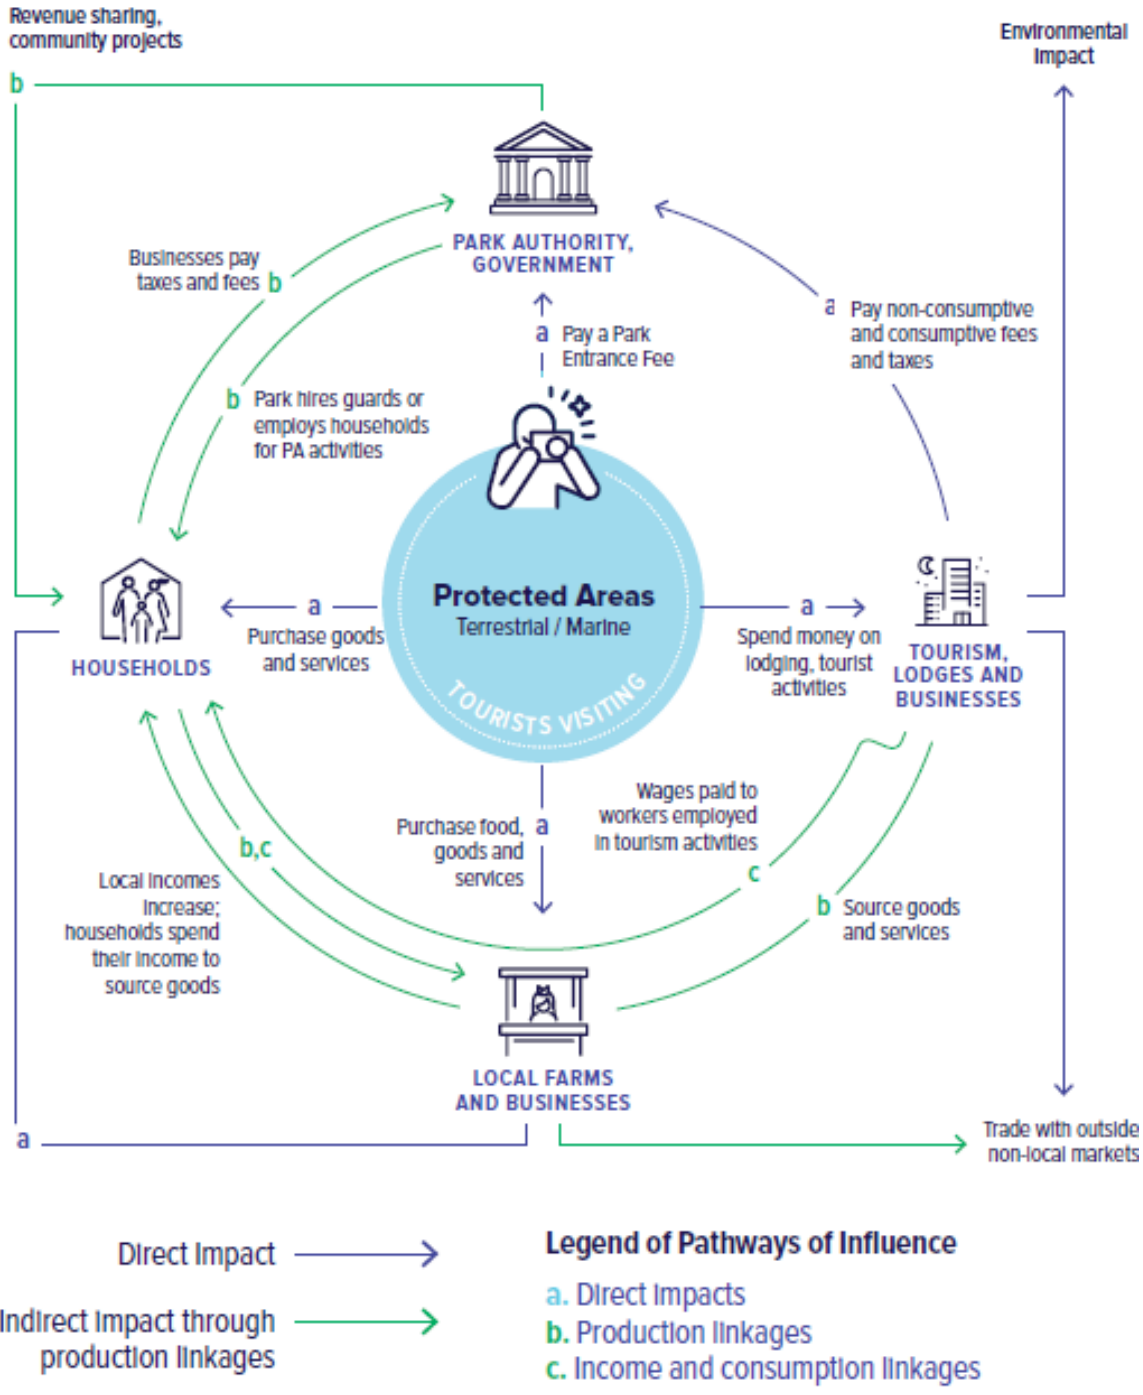 Revenue sharing,
community projects
b
Environmental
Impact
PARK AUTHORITY,
GOVERNMENT
Businesses pay
taxes and fees
b
a
Pay a Park
Entrance Fee
a
Pay non-consumptive
and consumptive fees
and taxes
b
Park hires guards or
employs households
for PA activities
Protected Areas
Terrestrial / Marine
TOURISTS VISITING
a
Purchase goods
and services
a
Spend money on
lodging, tourist
activities
HOUSEHOLDS
TOURISM,
LODGES AND
BUSINESSES
Purchase food,
goods and
services
a
Wages paid to
workers employed
in tourism activities
c
b,c
Local incomes
increase;
households spend
their income to
source goods
b
Source goods
and services
LOCAL FARMS
AND BUSINESSES
a
Trade with outside
non-local markets
Direct Impact
Indirect impact through
production linkages
Legend of Pathways of Influence
a. Direct impacts
b. Production linkages
c. Income and consumption linkages